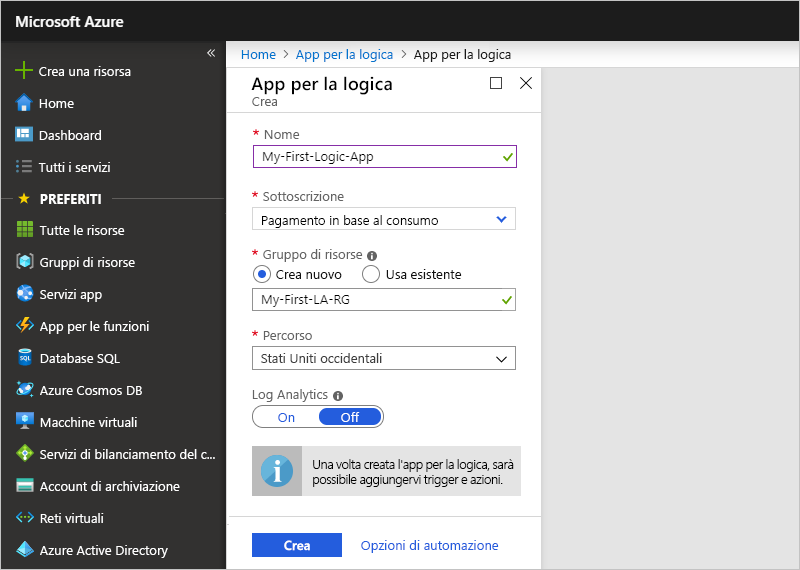 Microsoft Azure
«
Crea una risorsa
Home
Dashboard
Tutti i servizi
PREFERITI
Tutte le risorse
Gruppi di risorse
Servizi app
App per le funzioni
Database SQL
Azure Cosmos DB
Macchine virtuali
Servizi di bilanciamento del c...
Account di archiviazione
Reti virtuali
Azure Active Directory
Home > App per la logica > App per la logica
App per la logica
Crea
* Nome
My-First-Logic-App
* Sottoscrizione
Pagamento in base al consumo
* Gruppo di risorse
Crea nuovo Usa esistente
My-First-LA-RG
* Percorso
Stati Uniti occidentali
Log Analytics
On Off
Una volta creata l'app per la logica, sarà
possibile aggiungervi trigger e azioni.
Crea Opzioni di automazione